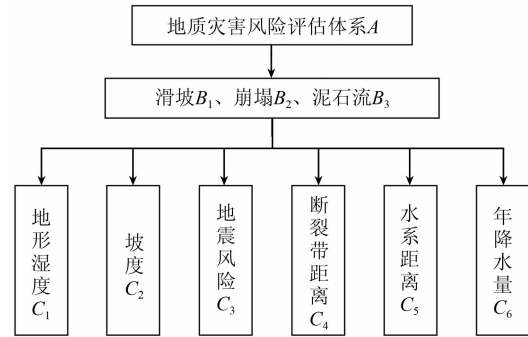 地质灾害风险评估体系A
滑坡B₁、崩塌B₂、泥石流B₃
地形湿度C₁
坡度C₂
地震风险C₃
断裂带距离C₄
水系距离C₅
年降水量C₆